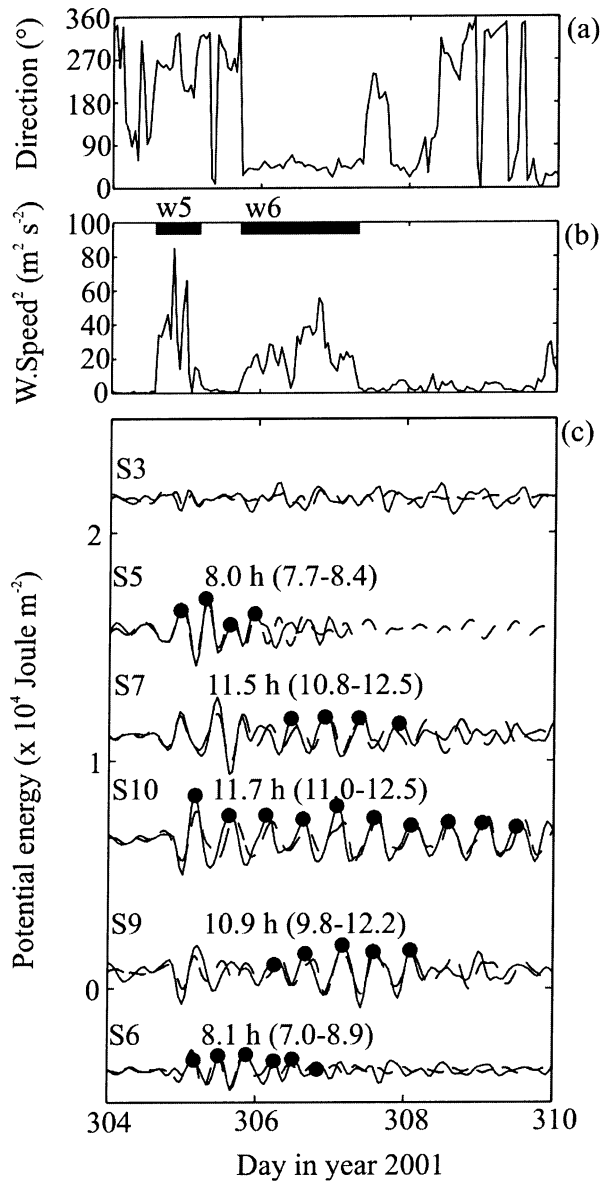 (a)
Direction (°)
360
270
180
90
0
w5 w6
(b)
W.Speed² (m² s⁻²)
100
80
60
40
20
0
(c)
Potential energy (x 10⁴ Joule m⁻²)
S3
2
S5 8.0 h (7.7-8.4)
S7 11.5 h (10.8-12.5)
1
S10 11.7 h (11.0-12.5)
S9 10.9 h (9.8-12.2)
0
S6 8.1 h (7.0-8.9)
304 306 308 310
Day in year 2001